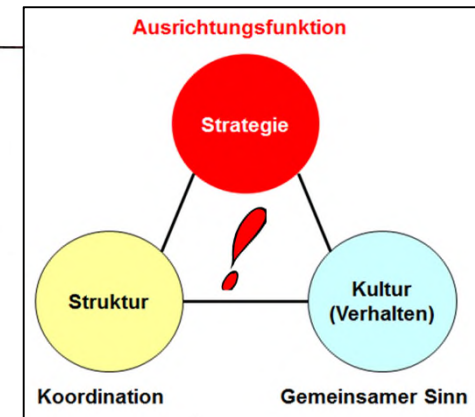 Ausrichtungsfunktion
Strategie
Struktur
Kultur
(Verhalten)
Koordination
Gemeinsamer Sinn